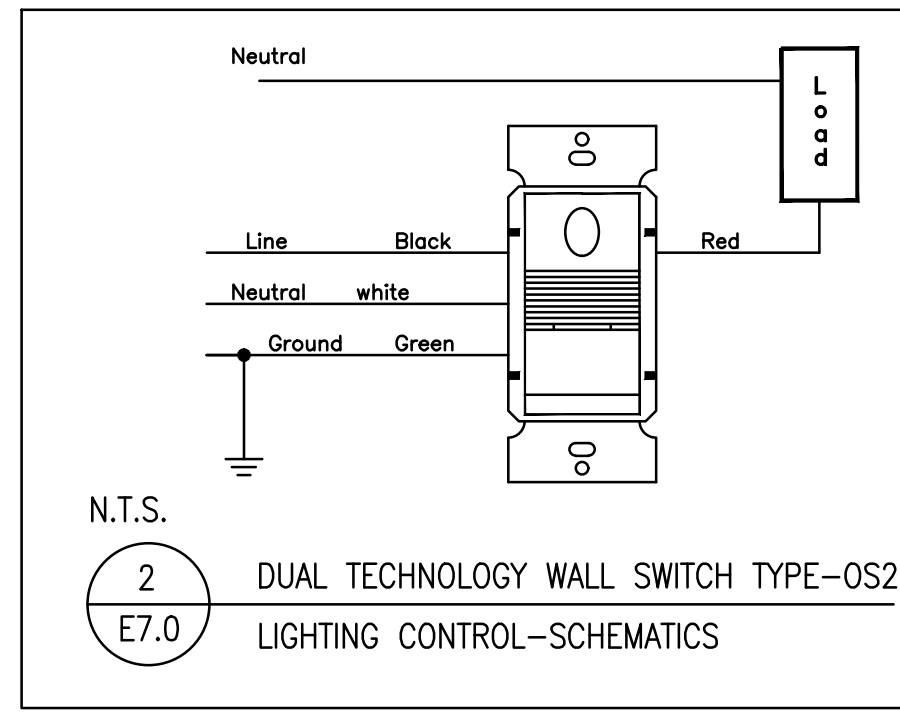 Neutral
Load
Line Black Red
Neutral white
Ground Green
N.T.S.
2 DUAL TECHNOLOGY WALL SWITCH TYPE-OS2
E7.0 LIGHTING CONTROL-SCHEMATICS